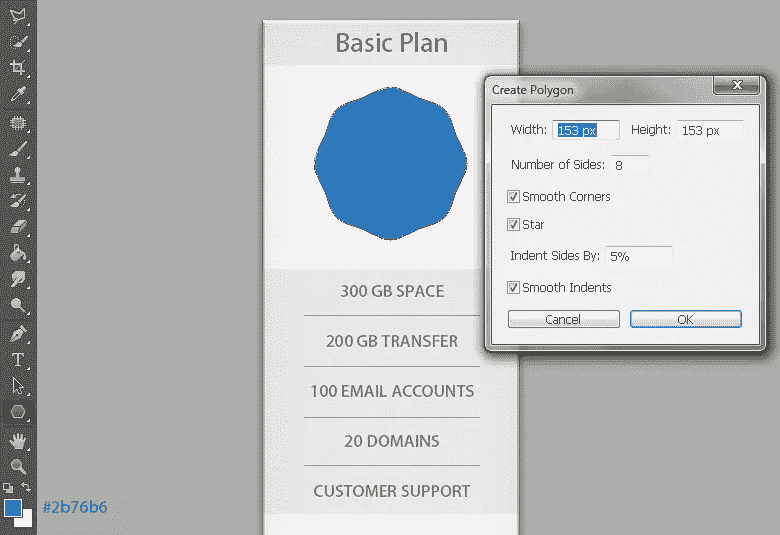 Basic Plan
Create Polygon
Width: 153 px Height: 153 px
Number of Sides: 8
Smooth Corners
Star
Indent Sides By: 5%
Smooth Indents
Cancel OK
300 GB SPACE
200 GB TRANSFER
100 EMAIL ACCOUNTS
20 DOMAINS
CUSTOMER SUPPORT
T
#2b76b6